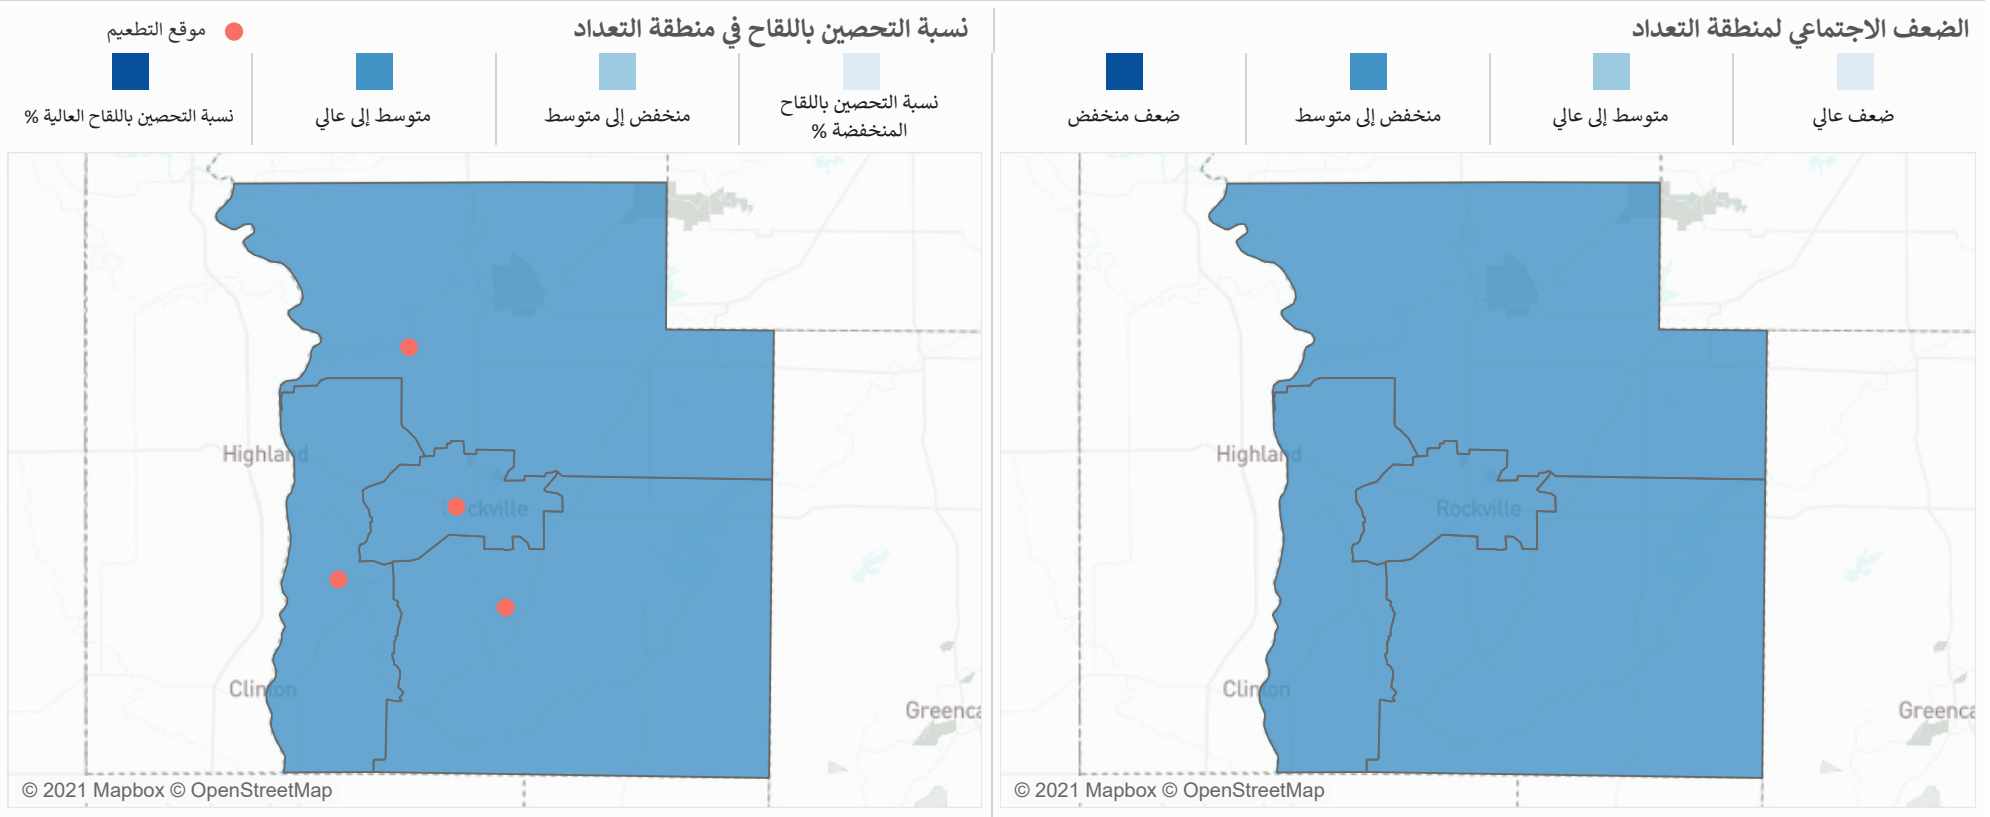 الضعف الاجتماعي لمنطقة التعداد
ضعف عالي
متوسط إلى عالي
منخفض إلى متوسط
ضعف منخفض
Highland
Rockville
Clinton
Greenca
© 2021 Mapbox © OpenStreetMap
نسبة التحصين باللقاح في منطقة التعداد
موقع التطعيم
نسبة التحصين باللقاح
المنخفضة %
منخفض إلى متوسط
متوسط إلى عالي
نسبة التحصين باللقاح العالية %
Highland
ckville
Clinton
Greenca
© 2021 Mapbox © OpenStreetMap